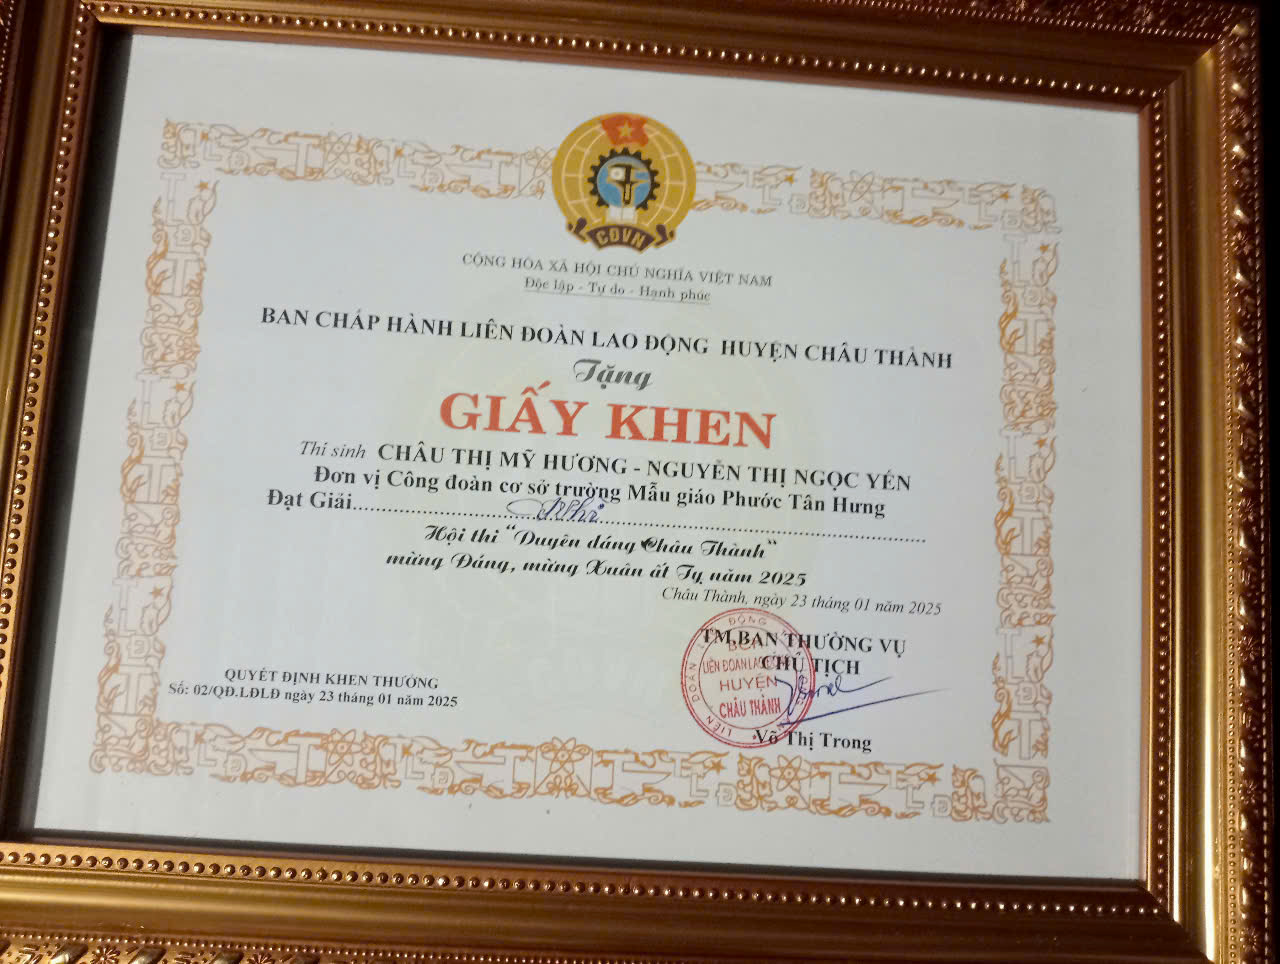 CĐVN
CỘNG HÒA XÃ HỘI CHỦ NGHĨA VIỆT NAM
Độc lập - Tự do - Hạnh phúc
BAN CHẤP HÀNH LIÊN ĐOÀN LAO ĐỘNG HUYỆN CHÂU THÀNH
Tặng
GIẤY KHEN
Thí sinh CHÂU THỊ MỸ HƯƠNG - NGUYỄN THỊ NGỌC YẾN
Đơn vị Công đoàn cơ sở trường Mẫu giáo Phước Tân Hưng
Đạt Giải.......Nhì.......
Hội thi “Duyên dáng Châu Thành“
mừng Đảng, mừng Xuân ất Tỵ năm 2025
Châu Thành, ngày 23 tháng 01 năm 2025
TM.BAN THƯỜNG VỤ
CHỦ TỊCH
LIÊN ĐOÀN LAO ĐỘNG
HUYỆN
CHÂU THÀNH
Võ Thị Trong
QUYẾT ĐỊNH KHEN THƯỞNG
Số: 02/QĐ.LĐLĐ ngày 23 tháng 01 năm 2025